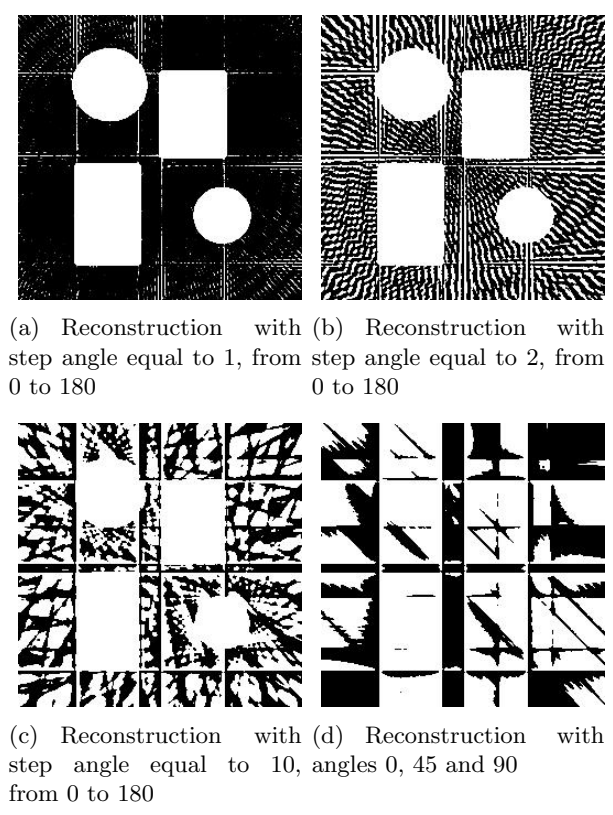 (a) Reconstruction with
step angle equal to 1, from
0 to 180
(b) Reconstruction with
step angle equal to 2, from
0 to 180
(c) Reconstruction with
step angle equal to 10,
from 0 to 180
(d) Reconstruction with
angles 0, 45 and 90